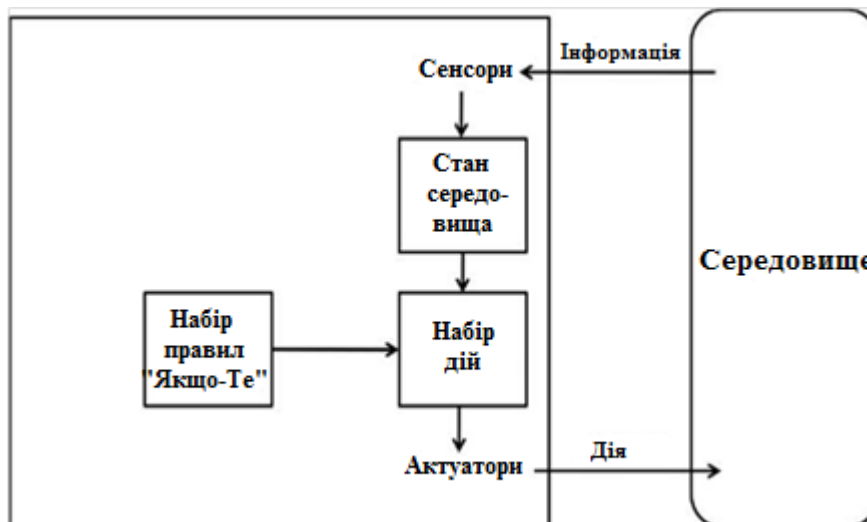 Інформація
Сенсори
Стан
середо-
вища
Середовище
Набір
правил
"Якщо-Те"
Набір
дій
Актуатори
Дія